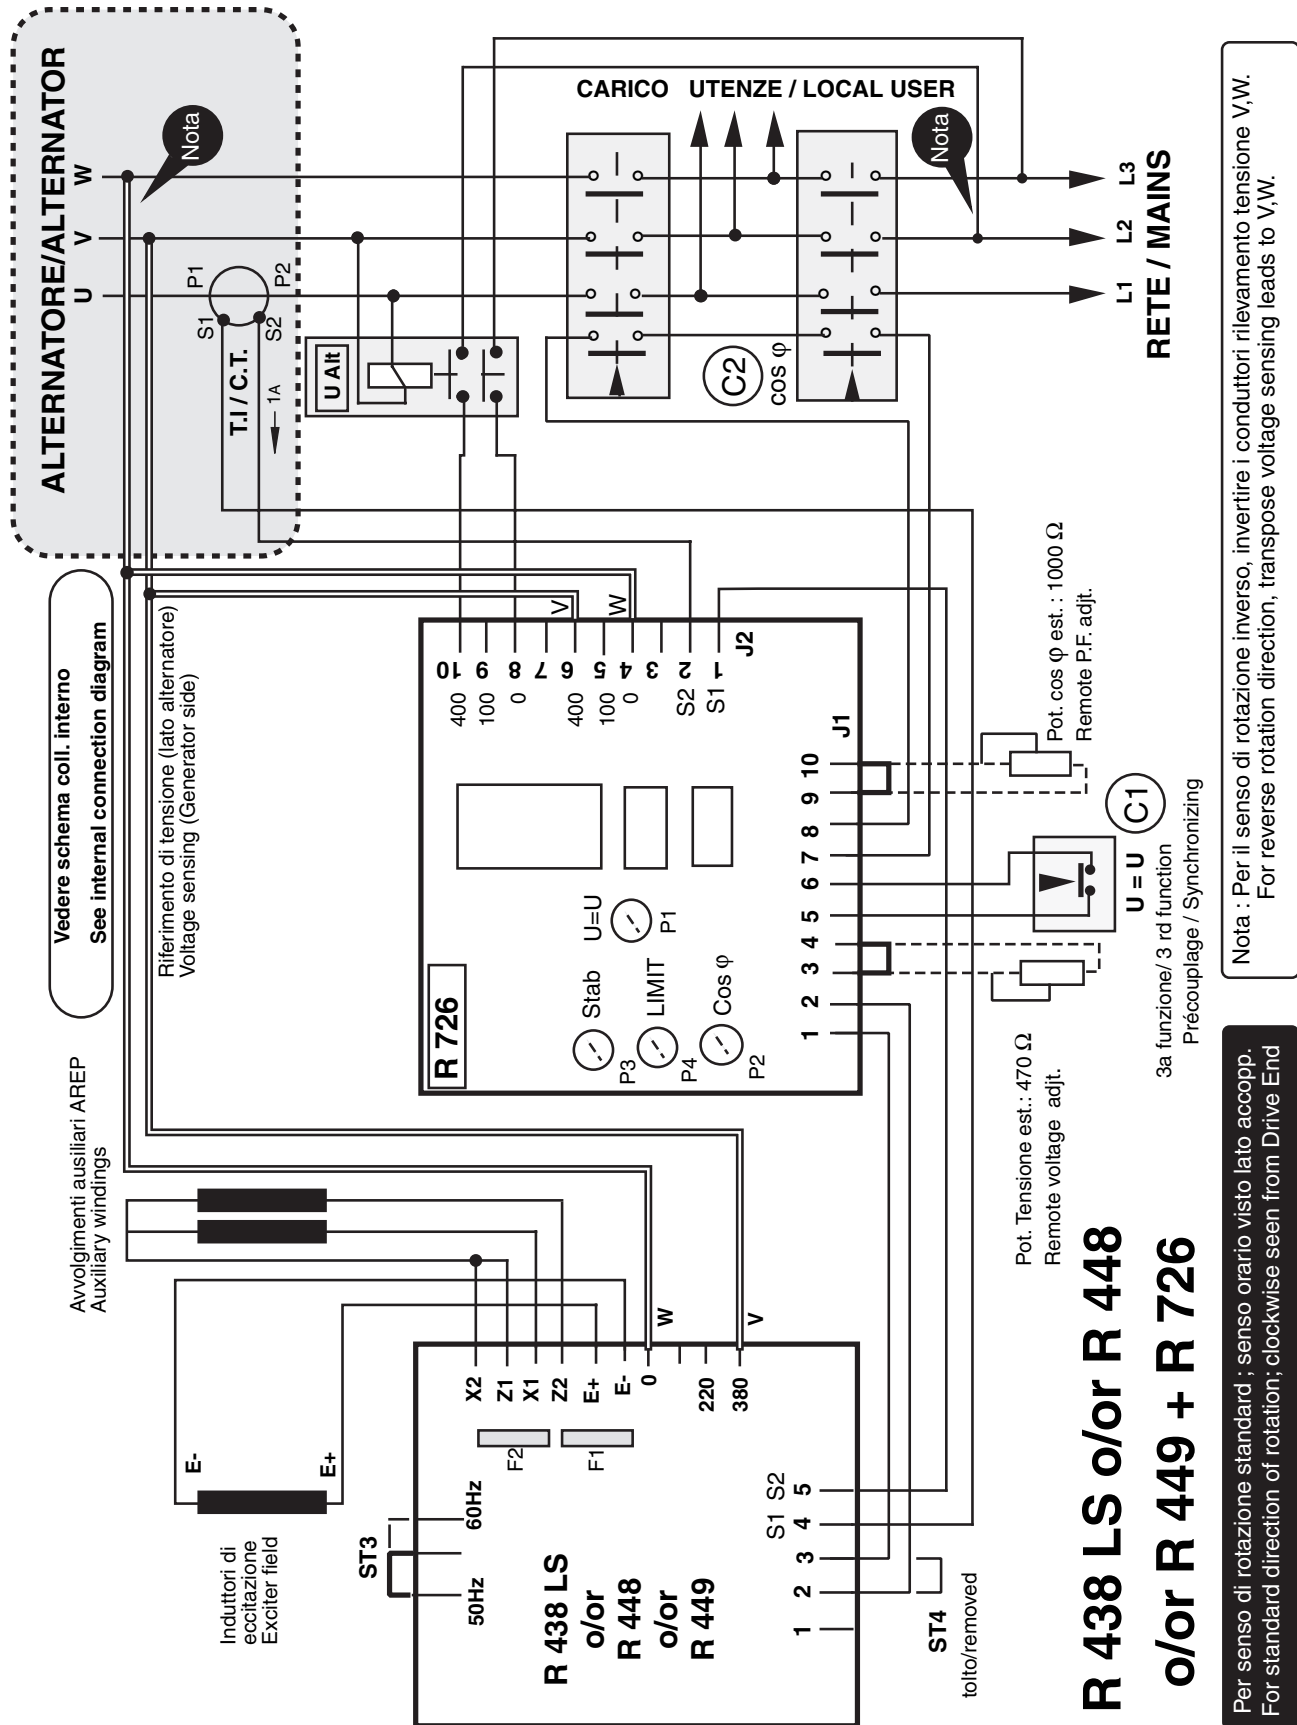 ALTERNATORE/ALTERNATOR
U
V
W
P1
P2
S1
S2
T.I / C.T.
1A
Nota
U Alt
CARICO UTENZE / LOCAL USER
C2
cos φ
Nota
L1
L2
L3
RETE / MAINS
Vedere schema coll. interno
See internal connection diagram
Riferimento di tensione (lato alternatore)
Voltage sensing (Generator side)
Avvolgimenti ausiliari AREP
Auxiliary windings
V
W
10
9
8
7
6
5
4
3
2
1
400
100
0
400
100
0
S2
S1
J2
R 726
Stab
U=U
P3
P1
LIMIT
P4
Cos φ
P2
J1
1
2
3
4
5
6
7
8
9
10
Pot. cos φ est. : 1000 Ω
Remote P.F. adjt.
C1
U = U
3a funzione/ 3 rd function
Précouplage / Synchronizing
Pot. Tensione est.: 470 Ω
Remote voltage adjt.
E-
E+
Induttori di
eccitazione
Exciter field
ST3
50Hz
60Hz
X2
Z1
X1
Z2
E+
E-
0
220
380
W
V
F2
F1
R 438 LS
o/or
R 448
o/or
R 449
S1
S2
1
2
3
4
5
ST4
tolto/removed
R 438 LS o/or R 448
o/or R 449 + R 726
Per senso di rotazione standard ; senso orario visto lato accopp.
For standard direction of rotation; clockwise seen from Drive End
Nota : Per il senso di rotazione inverso, invertire i conduttori rilevamento tensione V,W.
For reverse rotation direction, transpose voltage sensing leads to V,W.